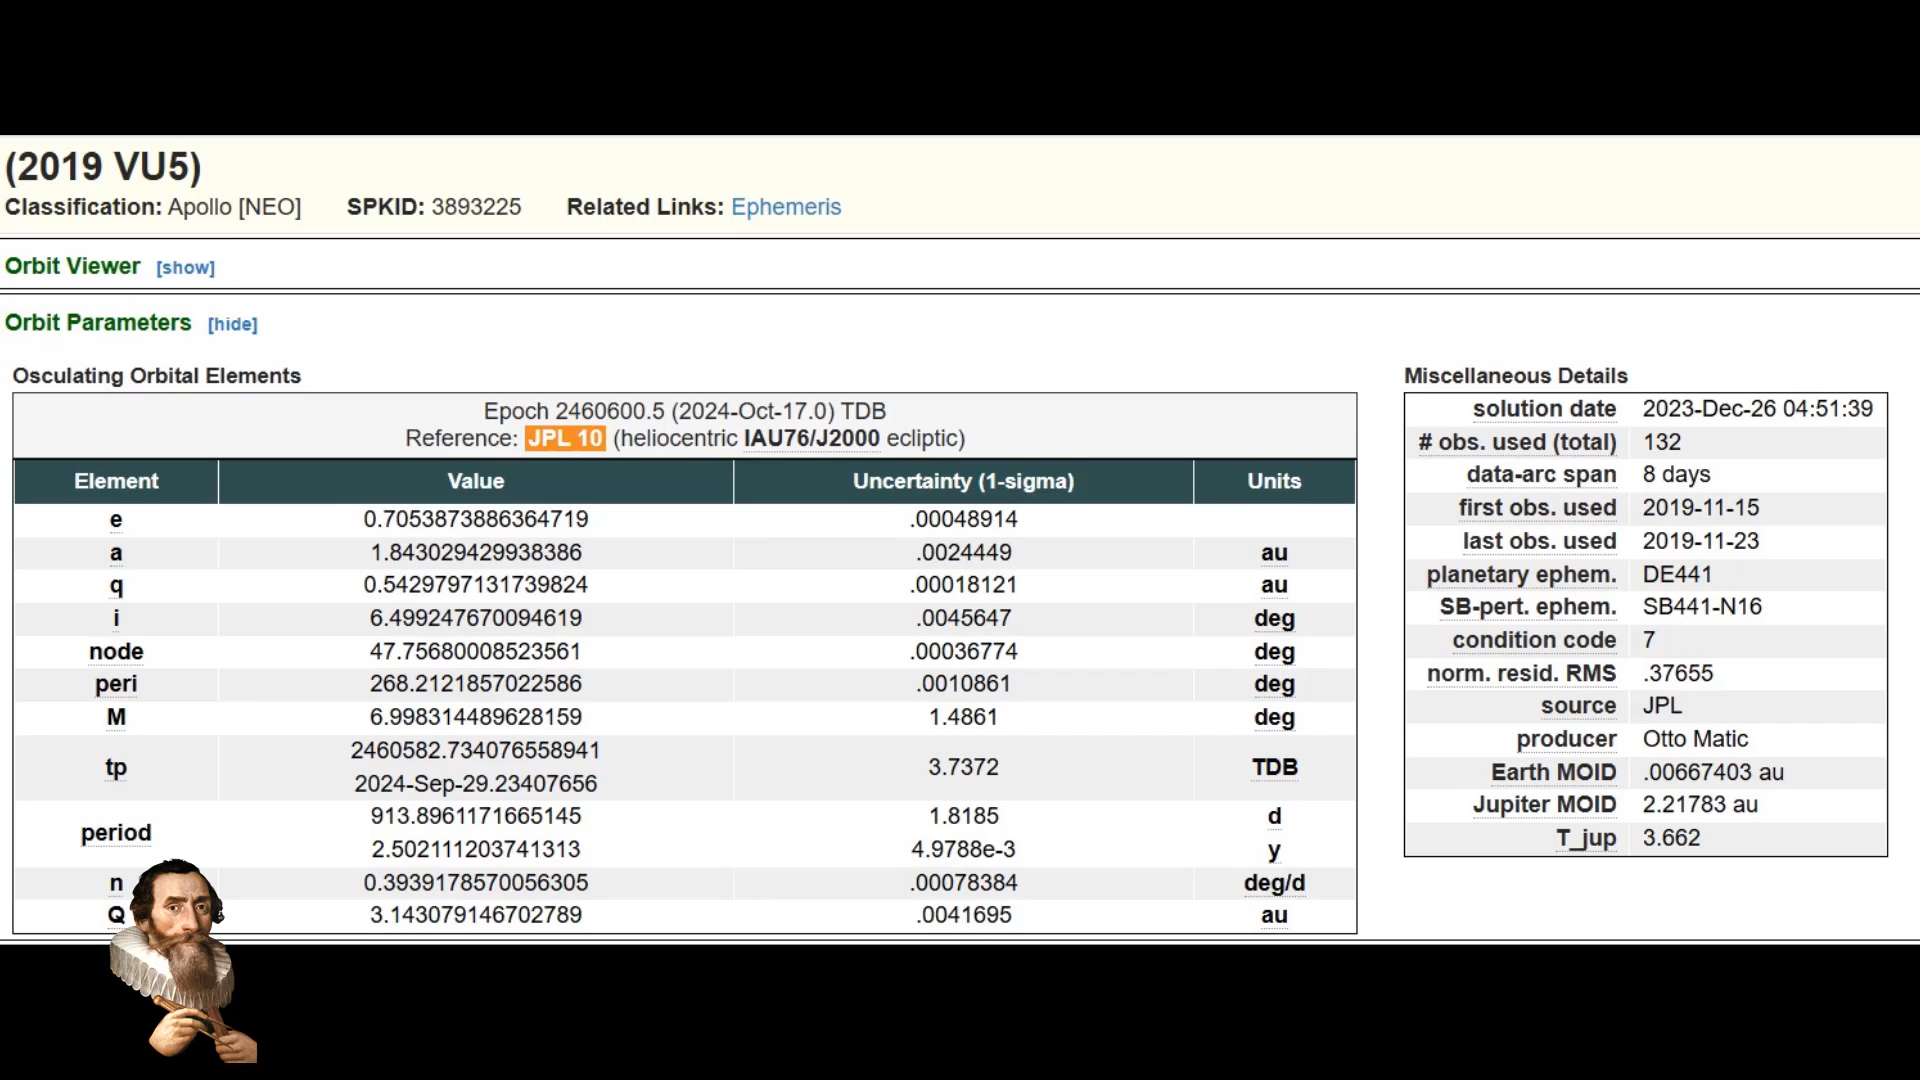 (2019 VU5)
Classification: Apollo [NEO] SPKID: 3893225 Related Links: Ephemeris
Orbit Viewer [show]
Orbit Parameters [hide]
Osculating Orbital Elements
Epoch 2460600.5 (2024-Oct-17.0) TDB
Reference: JPL 10 (heliocentric IAU76/J2000 ecliptic)
Element Value Uncertainty (1-sigma) Units
e 0.7053873886364719 .00048914
a 1.843029429938386 .0024449 au
q 0.5429797131739824 .00018121 au
i 6.499247670094619 .0045647 deg
node 47.75680008523561 .00036774 deg
peri 268.2121857022586 .0010861 deg
M 6.998314489628159 1.4861 deg
tp 2460582.734076558941 3.7372 TDB
2024-Sep-29.23407656
period 913.8961171665145 1.8185 d
2.502111203741313 4.9788e-3 y
n 0.3939178570056305 .00078384 deg/d
Q 3.143079146702789 .0041695 au
Miscellaneous Details
solution date 2023-Dec-26 04:51:39
# obs. used (total) 132
data-arc span 8 days
first obs. used 2019-11-15
last obs. used 2019-11-23
planetary ephem. DE441
SB-pert. ephem. SB441-N16
condition code 7
norm. resid. RMS .37655
source JPL
producer Otto Matic
Earth MOID .00667403 au
Jupiter MOID 2.21783 au
T_jup 3.662